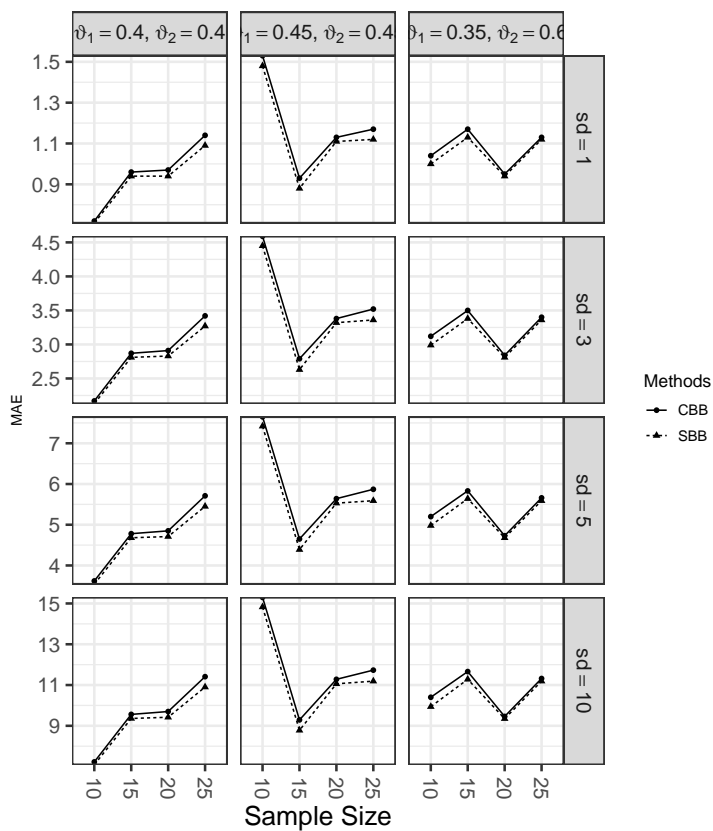 ϑ1 = 0.4, ϑ2 = 0.4
1 = 0.45, ϑ2 = 0.4
ϑ1 = 0.35, ϑ2 = 0.6
1.5
1.3
1.1
0.9
sd = 1
4.5
4.0
3.5
3.0
2.5
sd = 3
7
6
5
4
sd = 5
15
13
11
9
sd = 10
MAE
10 15 20 25 10 15 20 25 10 15 20 25
Sample Size
Methods
CBB
SBB